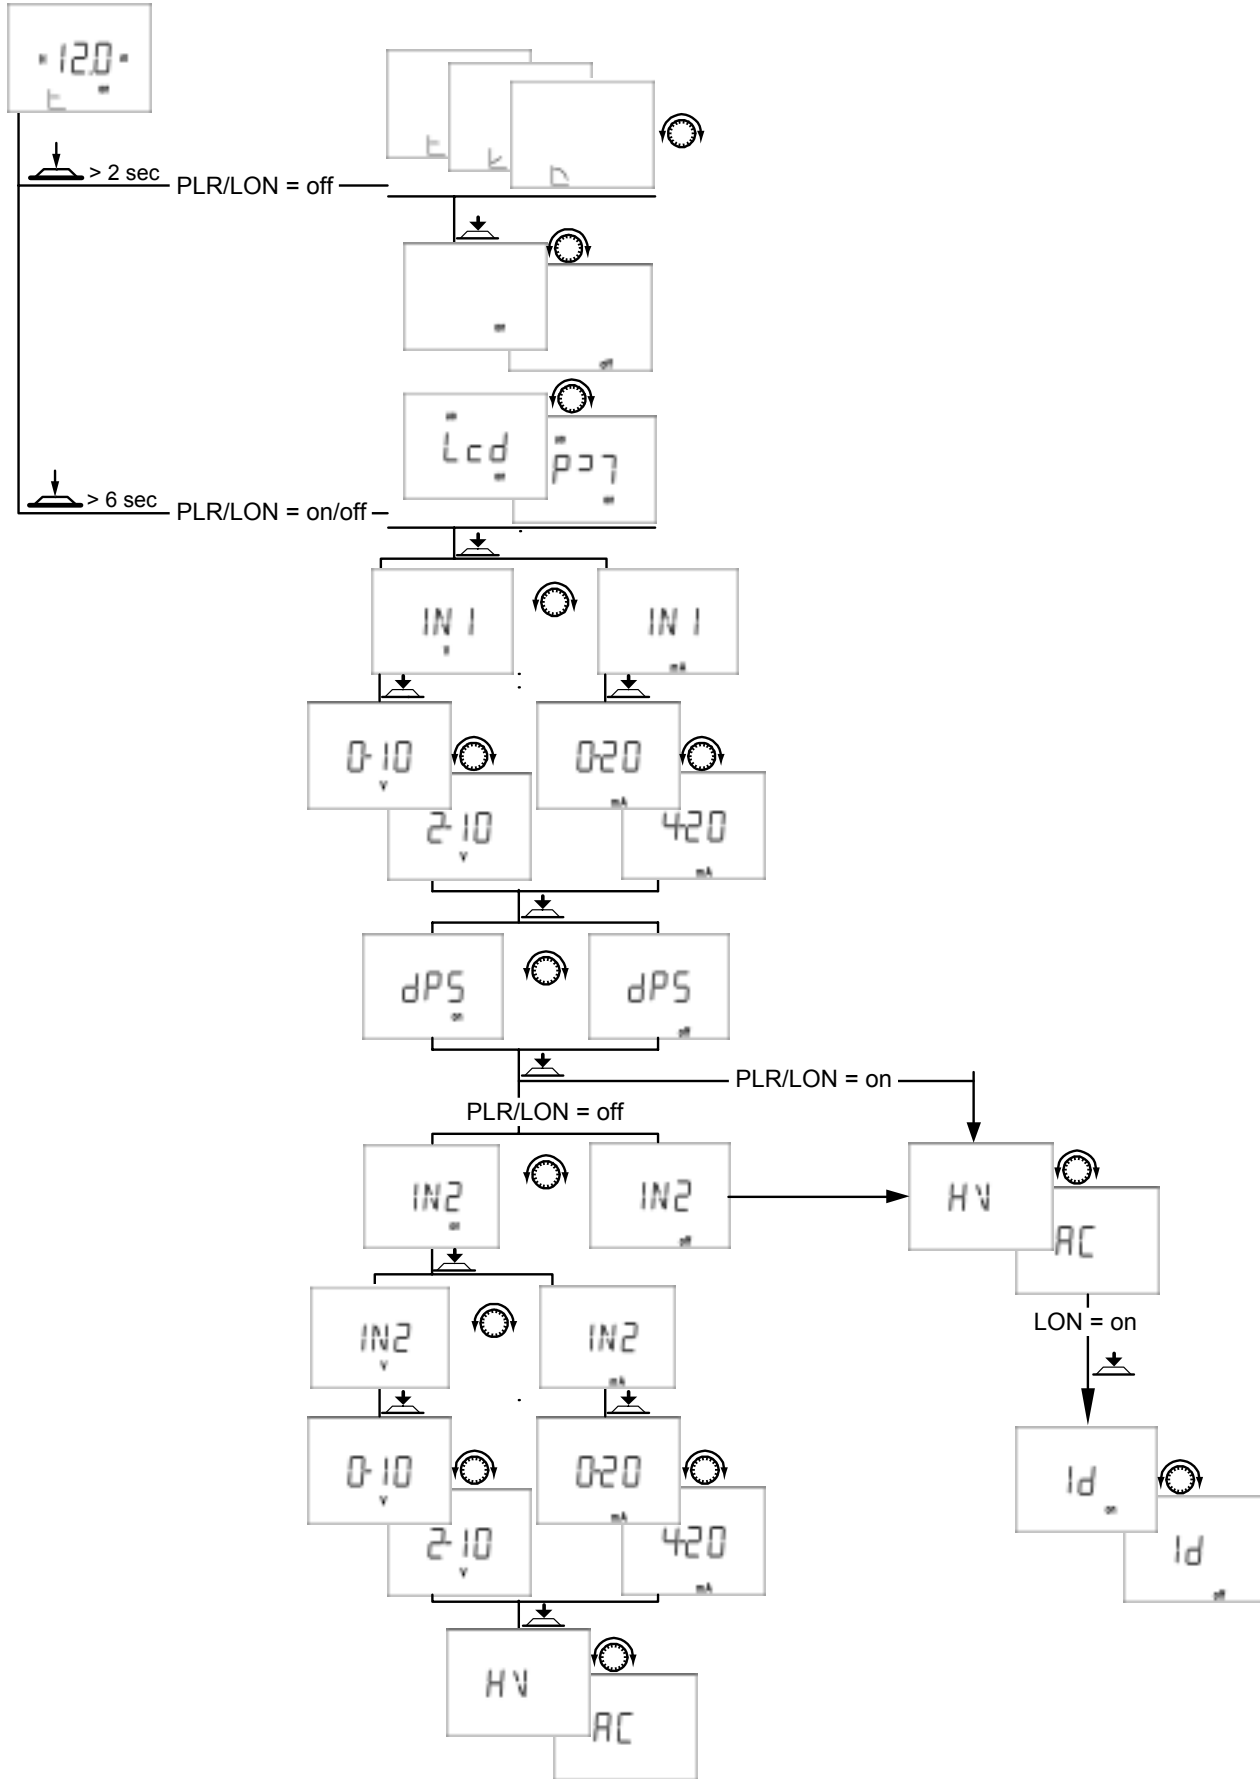 12.0
> 2 sec
PLR/LON = off
on
off
Lcd
on
> 6 sec
PLR/LON = on/off
IN 1
IN 1
mA
0-10
V
0-20
mA
2-10
V
4-20
mA
dPS
on
dPS
off
PLR/LON = on
PLR/LON = off
IN2
on
IN2
off
HV
AC
LON = on
IN2
V
IN2
mA
0-10
V
0-20
mA
2-10
V
4-20
mA
Id
on
Id
off
HV
AC